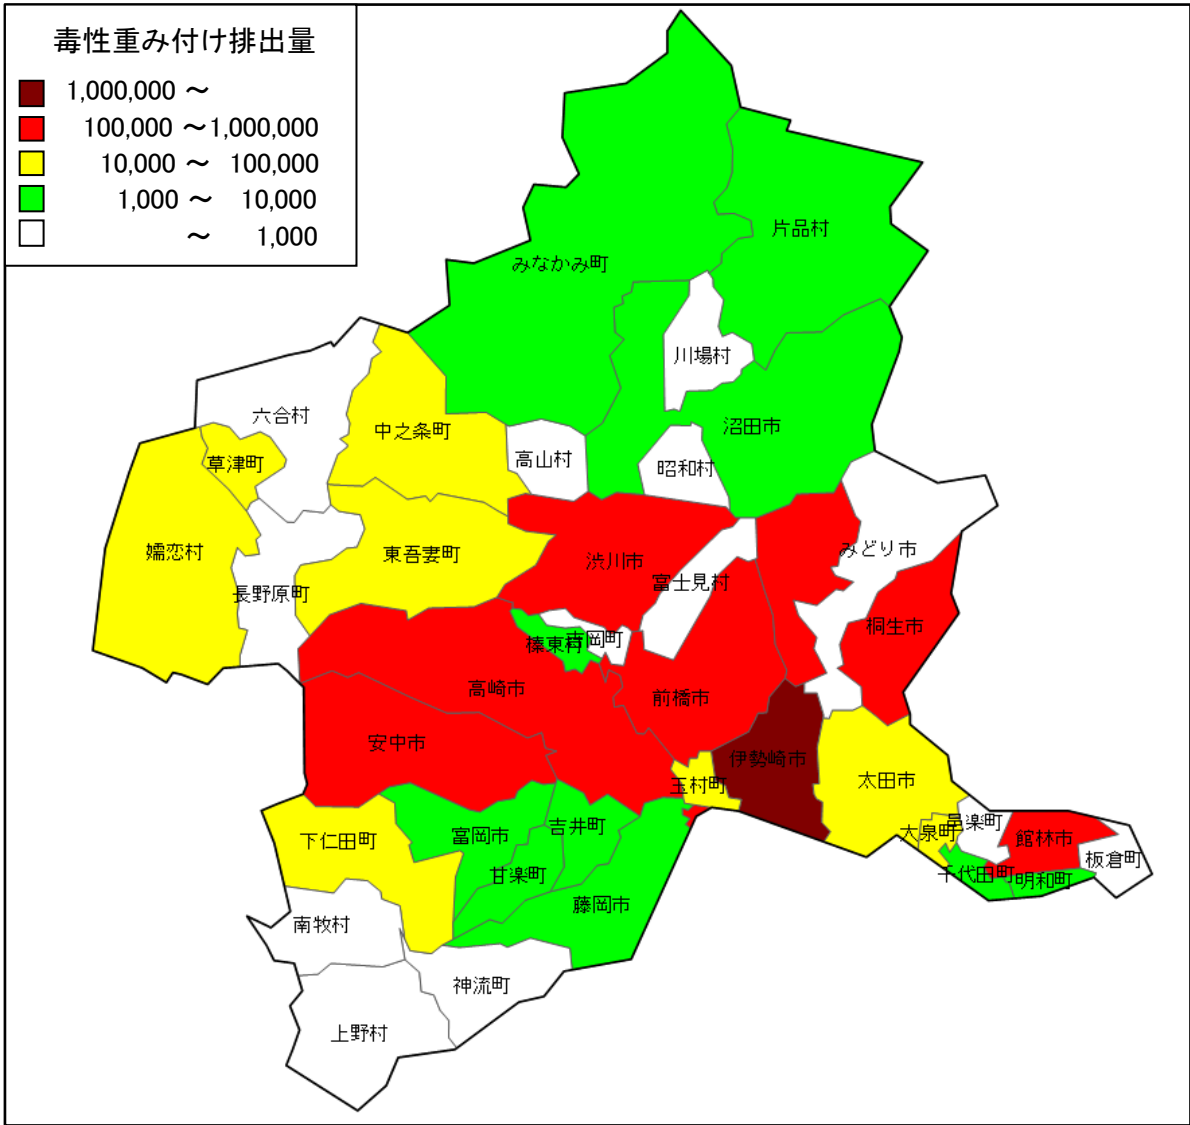 毒性重み付け排出量
1,000,000 ～
100,000 ～1,000,000
10,000 ～ 100,000
1,000 ～ 10,000
～ 1,000
片品村
みなかみ町
川場村
六合村
沼田市
中之条町
高山村
草津町
昭和村
嬬恋村
東吾妻町
みどり市
渋川市
富士見村
長野原町
桐生市
榛東村
吉岡町
高崎市
前橋市
安中市
伊勢崎市
太田市
玉村町
邑楽町
吉井町
大泉町
富岡市
下仁田町
館林市
板倉町
甘楽町
千代田町
明和町
藤岡市
南牧村
神流町
上野村